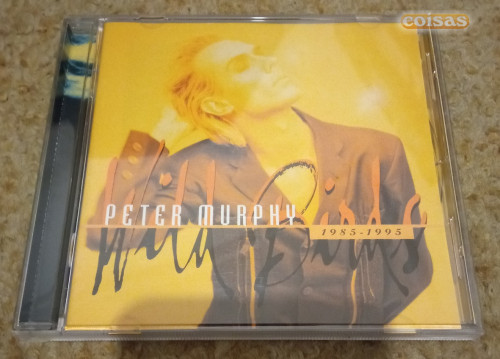 coisas
PETER MURPHY
1985-1995
Wild Birds